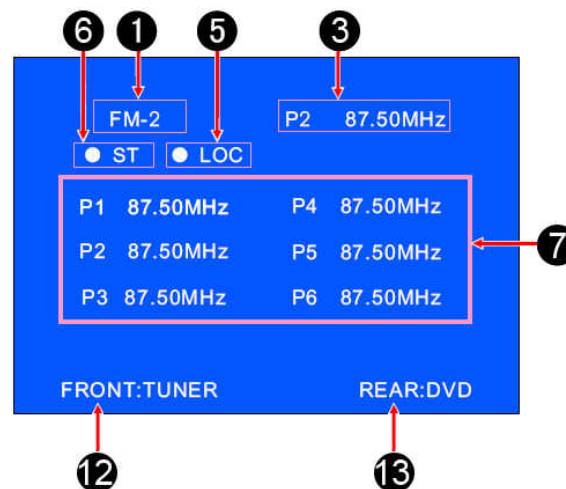 6 1 5 3
FM-2 P2 87.50MHz
ST LOC
P1 87.50MHz P4 87.50MHz
P2 87.50MHz P5 87.50MHz 7
P3 87.50MHz P6 87.50MHz
FRONT:TUNER REAR:DVD
12 13